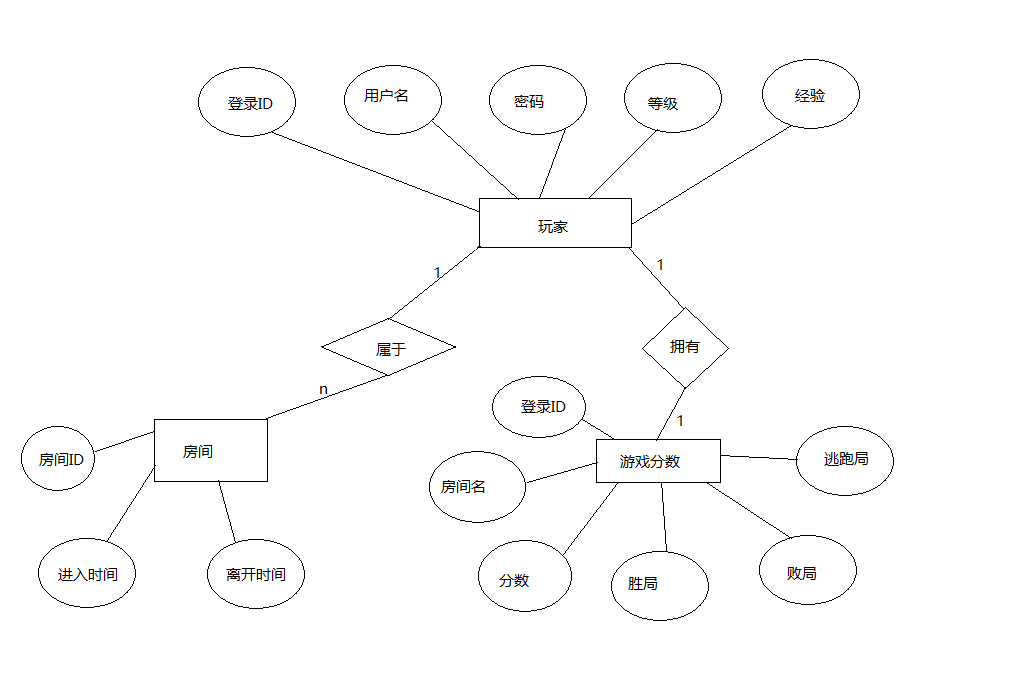 登录ID
用户名
密码
等级
经验
玩家
1
1
属于
拥有
n
登录ID
1
房间
房间ID
游戏分数
逃跑局
房间名
进入时间
离开时间
分数
胜局
败局